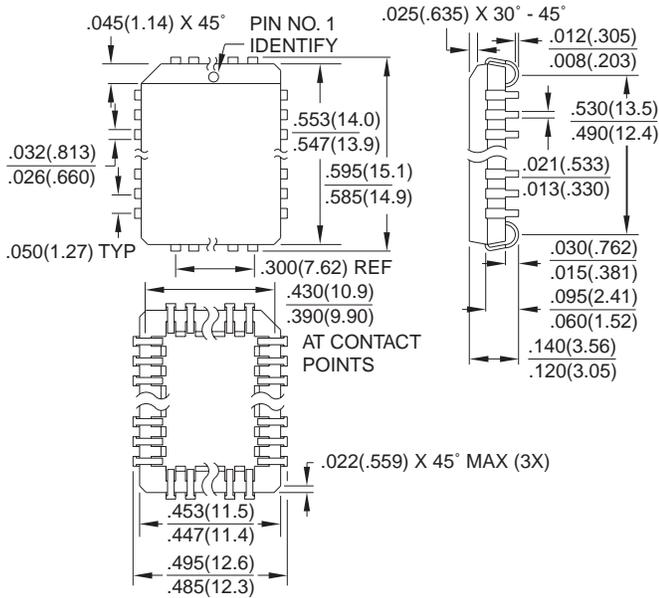 .045(1.14) X 45˚
PIN NO. 1
IDENTIFY
.025(.635) X 30˚ - 45˚
.012(.305)
.008(.203)
.553(14.0)
.547(13.9)
.530(13.5)
.490(12.4)
.032(.813)
.026(.660)
.595(15.1)
.585(14.9)
.021(.533)
.013(.330)
.050(1.27) TYP
.300(7.62) REF
.030(.762)
.015(.381)
.430(10.9)
.390(9.90)
AT CONTACT
POINTS
.095(2.41)
.060(1.52)
.140(3.56)
.120(3.05)
.022(.559) X 45˚ MAX (3X)
.453(11.5)
.447(11.4)
.495(12.6)
.485(12.3)